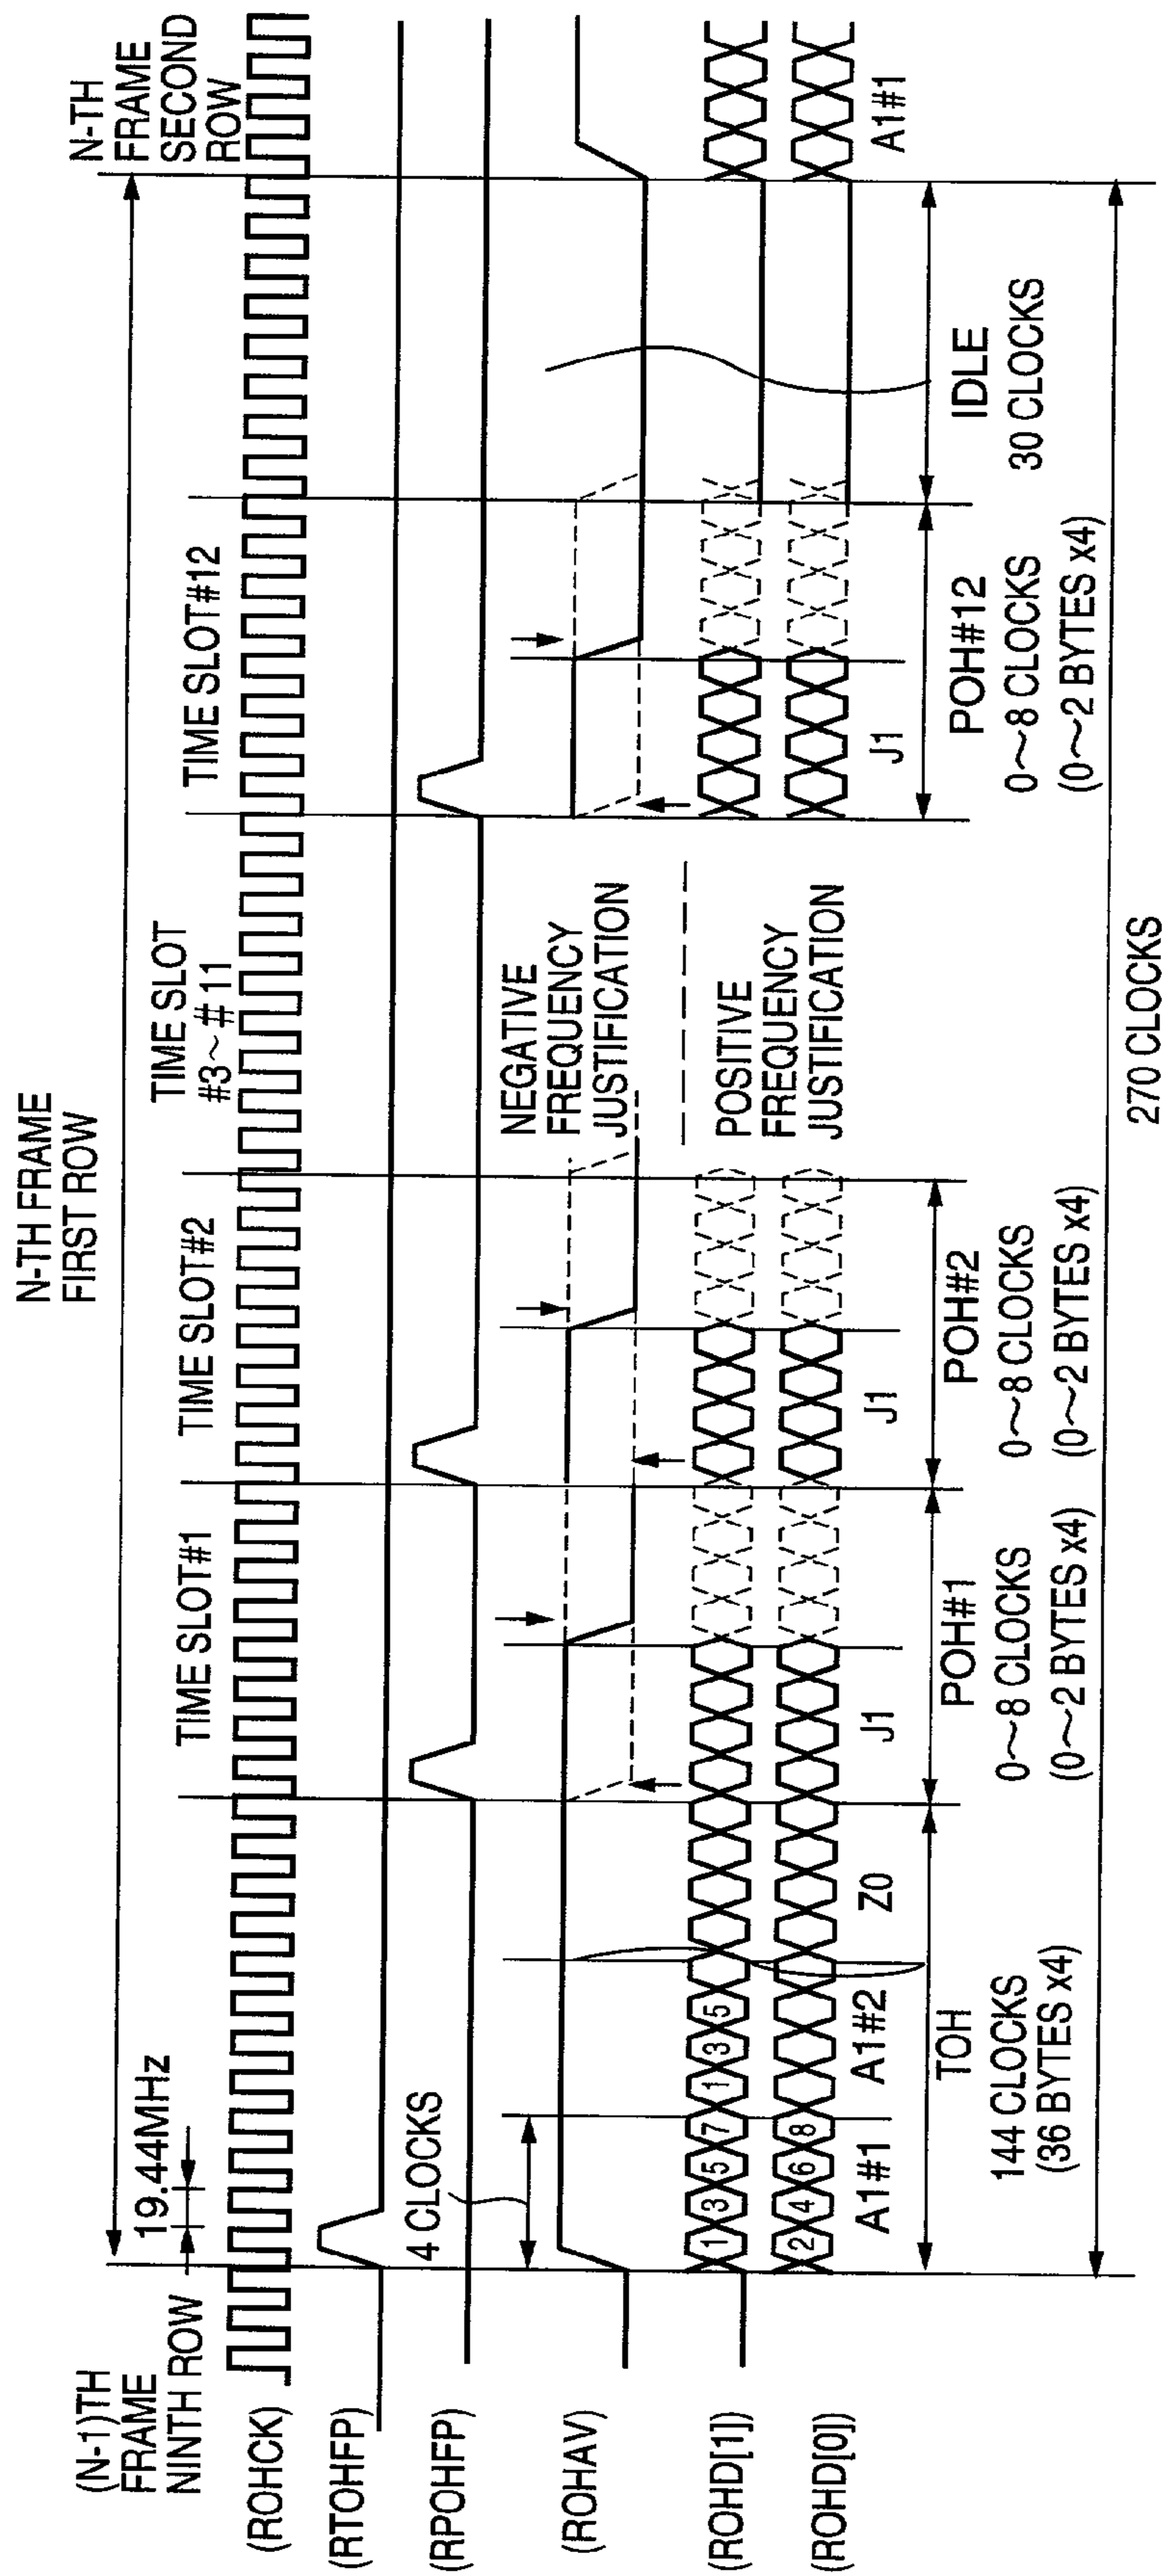 N-TH FRAME
FIRST ROW
(N-1)TH
FRAME
NINTH ROW
19.44MHz
TIME SLOT#1
TIME SLOT#2
TIME SLOT
#3~#11
TIME SLOT#12
N-TH
FRAME
SECOND
ROW
(ROHCK)
(RTOHFP)
(RPOHFP)
4 CLOCKS
(ROHAV)
NEGATIVE
FREQUENCY
JUSTIFICATION
POSITIVE
FREQUENCY
JUSTIFICATION
(ROHD[1])
1 3 5 7 1 3 5
(ROHD[0])
2 4 6 8
A1#1 A1#2 Z0 J1 J1 J1 A1#1
TOH
144 CLOCKS
(36 BYTES x4)
POH#1
0~8 CLOCKS
(0~2 BYTES x4)
POH#2
0~8 CLOCKS
(0~2 BYTES x4)
POH#12
0~8 CLOCKS
(0~2 BYTES x4)
IDLE
30 CLOCKS
270 CLOCKS